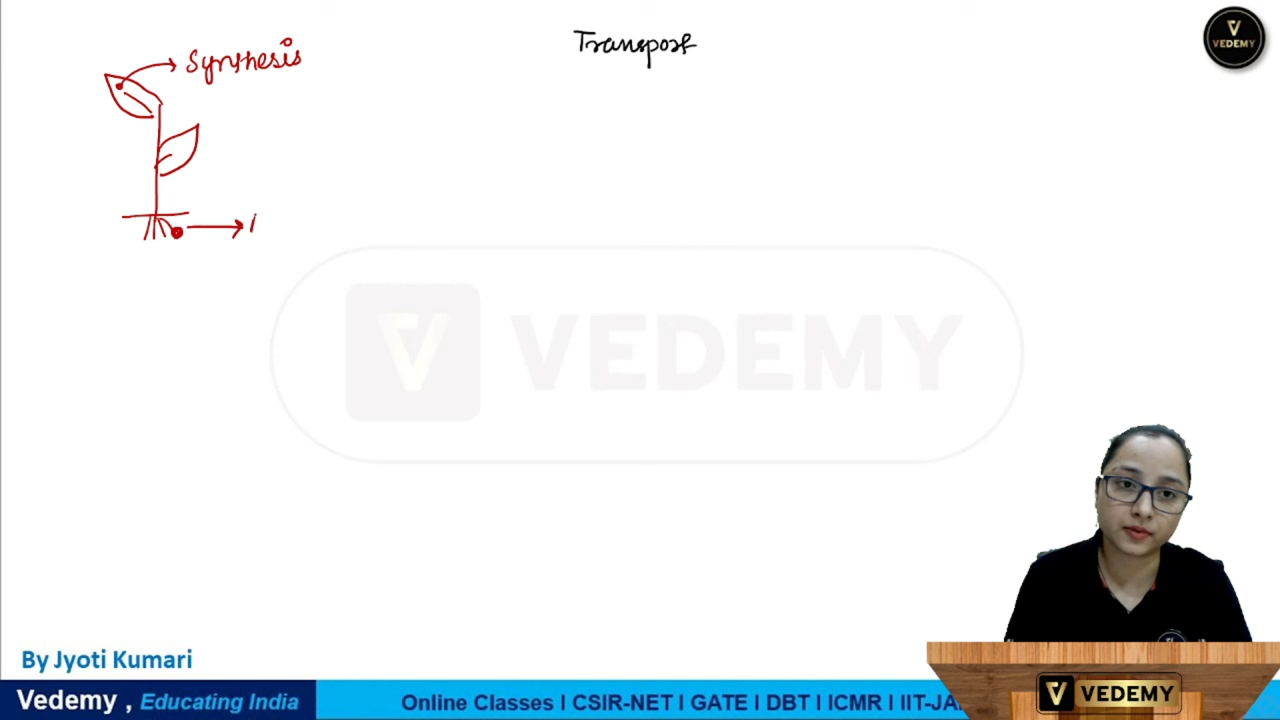 Transport
VEDEMY
Synthesis
VEDEMY
By Jyoti Kumari
Vedemy , Educating India
Online Classes I CSIR-NET I GATE I DBT I ICMR I IIT-JA
VEDEMY